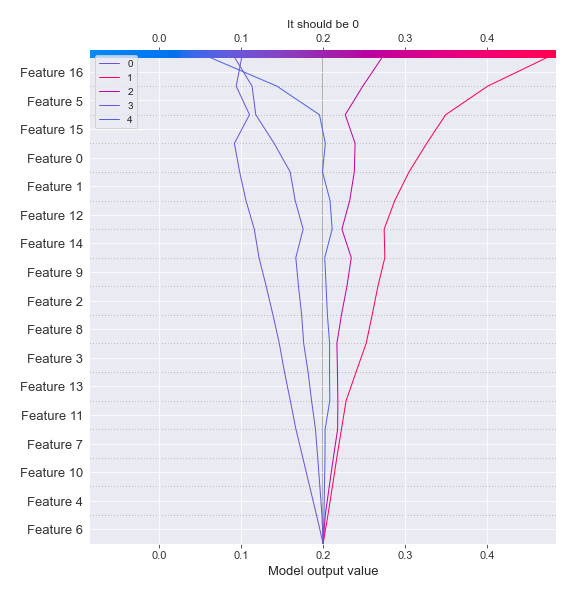 It should be 0
0.0 0.1 0.2 0.3 0.4
0
1
2
3
4
Feature 16
Feature 5
Feature 15
Feature 0
Feature 1
Feature 12
Feature 14
Feature 9
Feature 2
Feature 8
Feature 3
Feature 13
Feature 11
Feature 7
Feature 10
Feature 4
Feature 6
0.0 0.1 0.2 0.3 0.4
Model output value